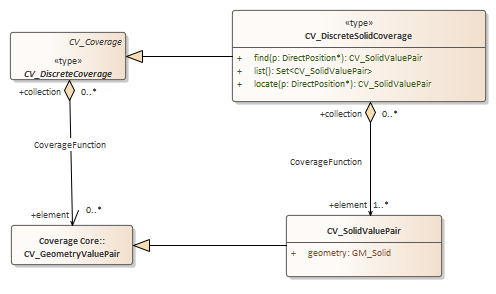 CV_Coverage
«type»
CV_DiscreteCoverage
«type»
CV_DiscreteSolidCoverage
+ find(p: DirectPosition*): CV_SolidValuePair
+ list(): Set<CV_SolidValuePair>
+ locate(p: DirectPosition*): CV_SolidValuePair
+collection 0..*
+collection 0..*
CoverageFunction
CoverageFunction
+element 0..*
+element 1..*
Coverage Core::
CV_GeometryValuePair
CV_SolidValuePair
+ geometry: GM_Solid